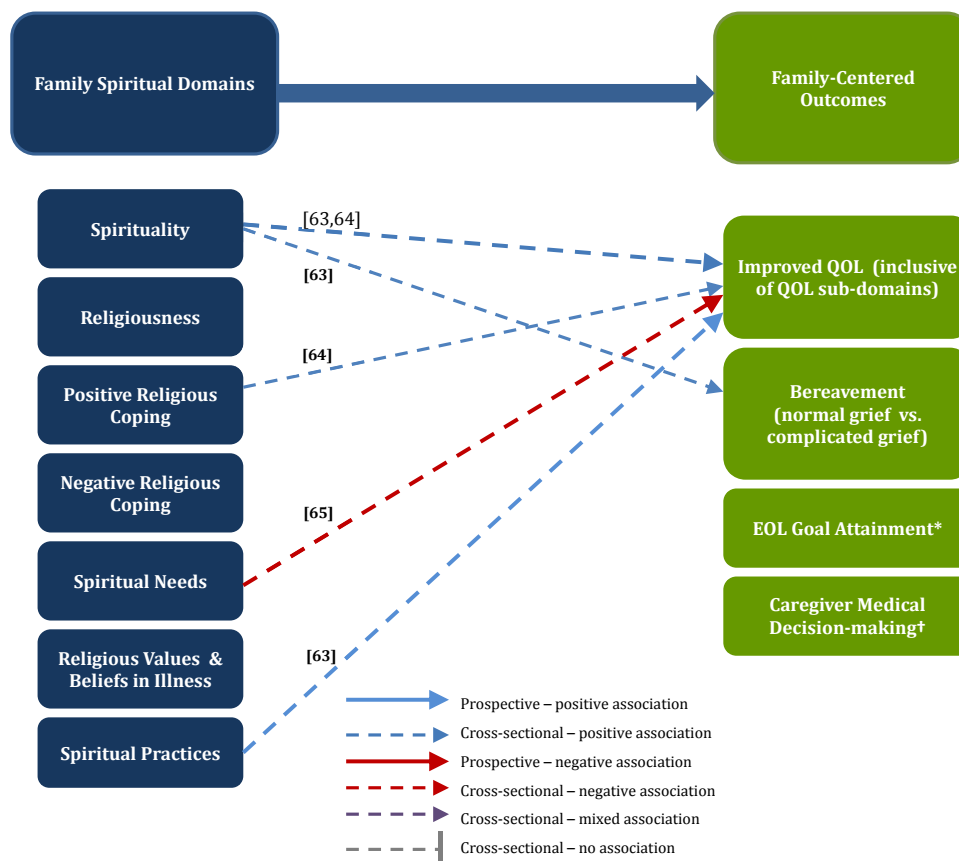 Family Spiritual Domains
Family-Centered
Outcomes
Spirituality
Religiousness
Positive Religious
Coping
Negative Religious
Coping
Spiritual Needs
Religious Values & 
Beliefs in Illness
Spiritual Practices
[63,64]
[63]
[64]
[65]
[63]
Improved QOL (inclusive
of QOL sub-domains)
Bereavement
(normal grief vs.
complicated grief)
EOL Goal Attainment*
Caregiver Medical
Decision-making†
Prospective – positive association
Cross-sectional – positive association
Prospective – negative association
Cross-sectional – negative association
Cross-sectional – mixed association
Cross-sectional – no association